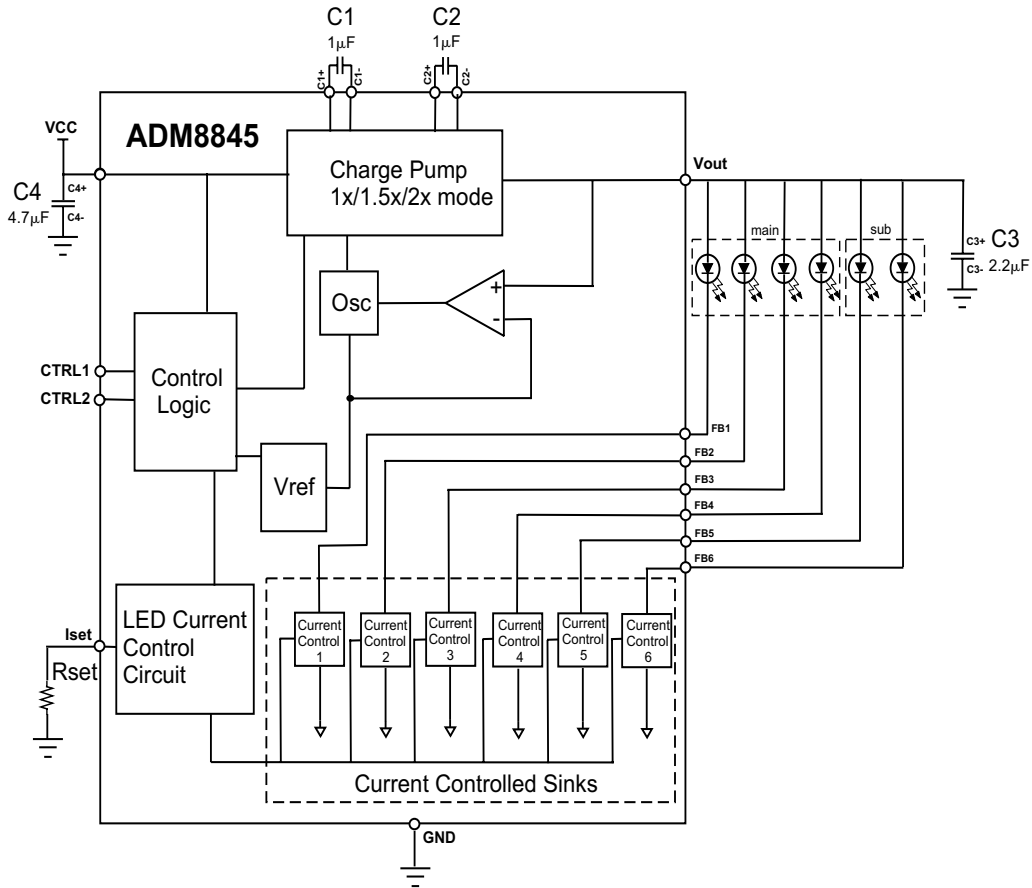 C1
1μF
C2
1μF
C1+
C1-
C2+
C2-
VCC
ADM8845
C4
4.7μF
C4+
C4-
Charge Pump
1x/1.5x/2x mode
Vout
main
sub
C3+
C3-
C3
2.2μF
Osc
+
-
CTRL1
CTRL2
Control
Logic
Vref
FB1
FB2
FB3
FB4
FB5
FB6
Iset
Rset
LED Current
Control
Circuit
Current
Control
1
Current
Control
2
Current
Control
3
Current
Control
4
Current
Control
5
Current
Control
6
Current Controlled Sinks
GND